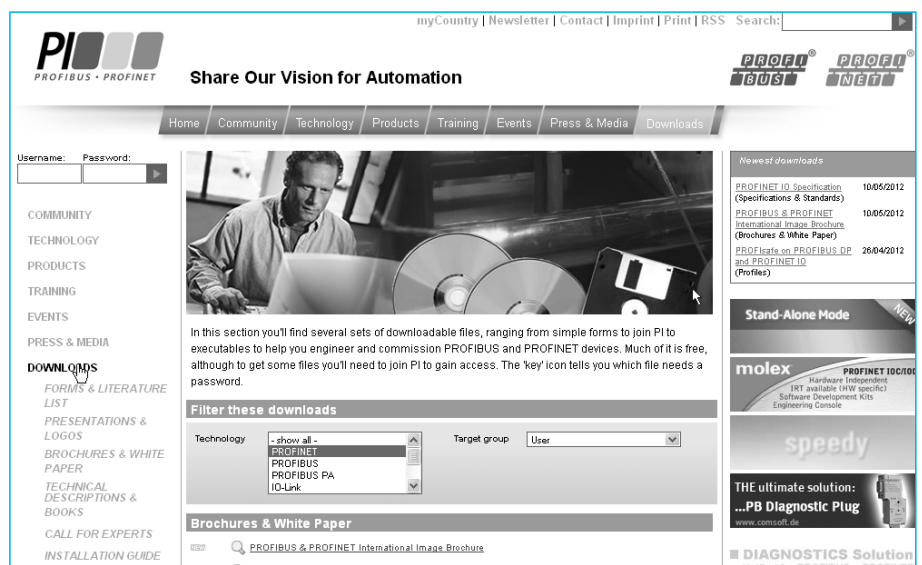 myCountry | Newsletter | Contact | Imprint | Print | RSS Search:
PI
PROFIBUS • PROFINET
Share Our Vision for Automation
PROFI® BUS
PROFI® NET
Home / Community / Technology / Products / Training / Events / Press & Media / Downloads
Username: Password:
COMMUNITY
TECHNOLOGY
PRODUCTS
TRAINING
EVENTS
PRESS & MEDIA
DOWNLOADS
FORMS & LITERATURE
LIST
PRESENTATIONS &
LOGOS
BROCHURES & WHITE
PAPER
TECHNICAL
DESCRIPTIONS &
BOOKS
CALL FOR EXPERTS
INSTALLATION GUIDE
In this section you'll find several sets of downloadable files, ranging from simple forms to join PI to
executables to help you engineer and commission PROFIBUS and PROFINET devices. Much of it is free,
although to get some files you'll need to join PI to gain access. The 'key' icon tells you which file needs a
password.
Filter these downloads
Technology
- show all -
PROFINET
PROFIBUS
PROFIBUS PA
IO-Link
Target group User
Brochures & White Paper
NEW PROFIBUS & PROFINET International Image Brochure
Newest downloads
PROFINET IO Specification 10/05/2012
(Specifications & Standards)
PROFIBUS & PROFINET 10/05/2012
International Image Brochure
(Brochures & White Paper)
PROFIsafe on PROFIBUS DP 26/04/2012
and PROFINET IO
(Profiles)
Stand-Alone Mode NEW
molex PROFINET IOC/IOD
Hardware Independent
IRT available (HW specific)
Software Development Kits
Engineering Console
speedy
THE ultimate solution:
...PB Diagnostic Plug
www.comsoft.de
DIAGNOSTICS Solution